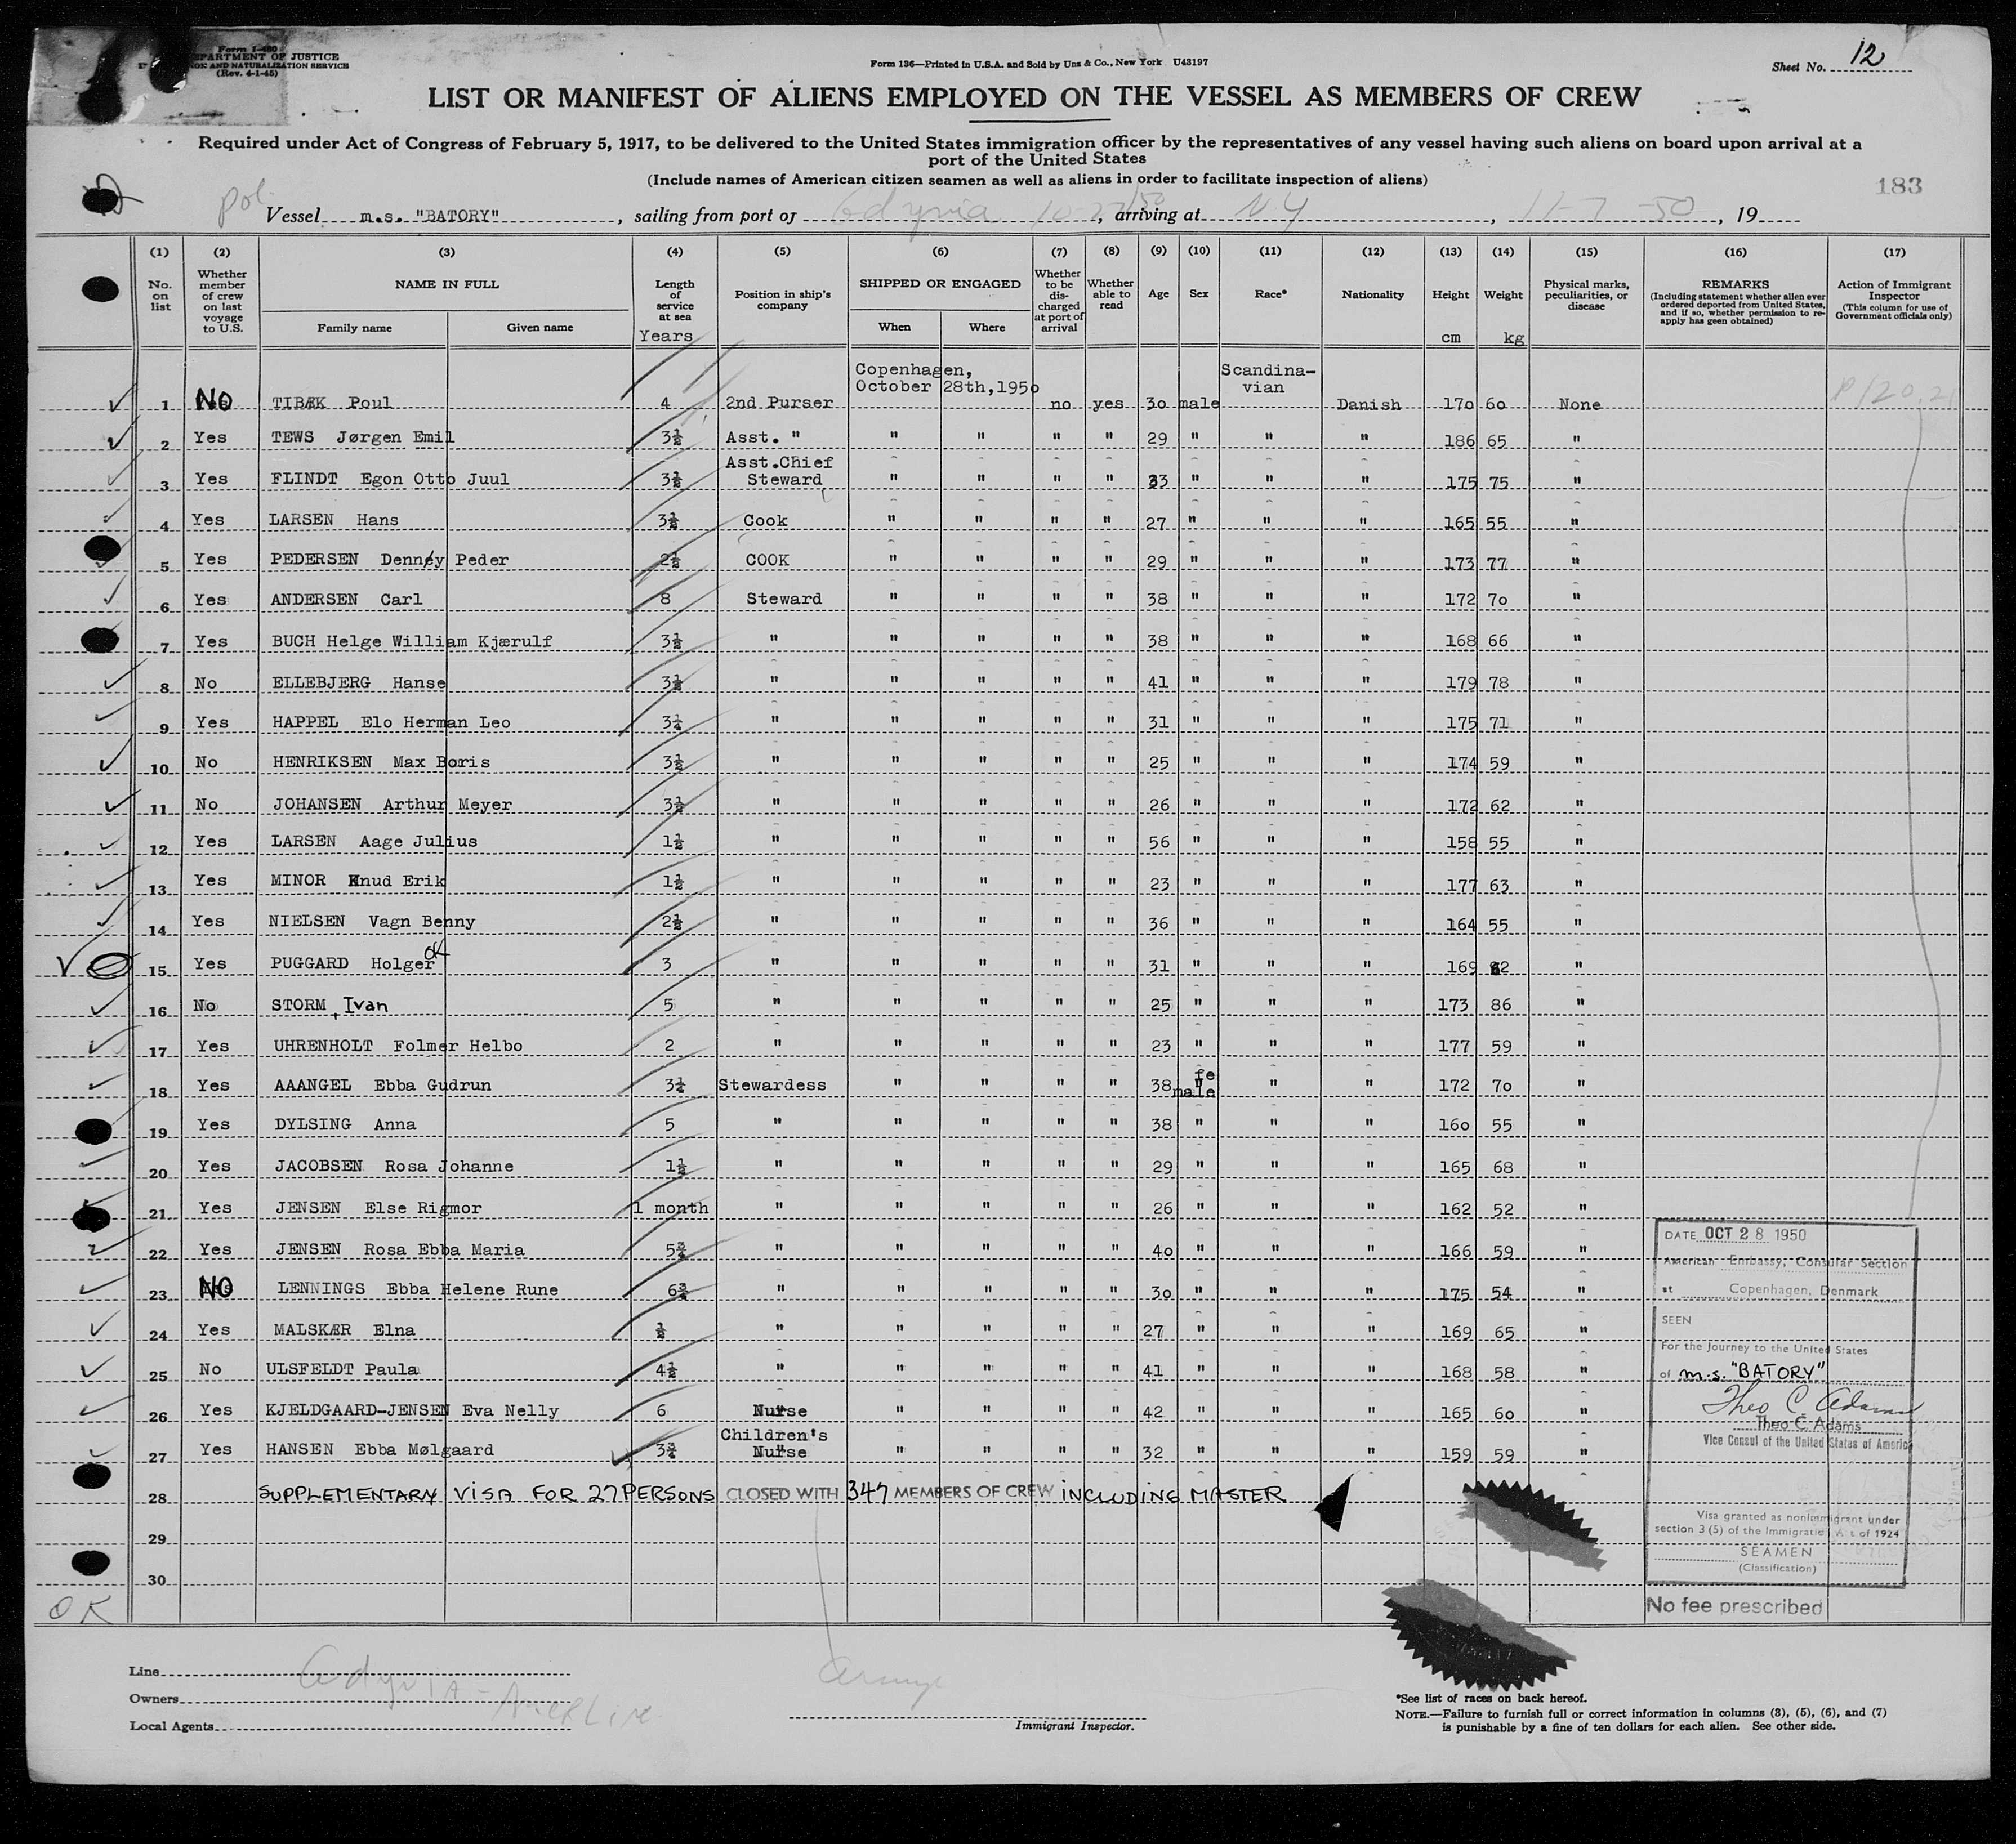 Form I-480
DEPARTMENT OF JUSTICE
AND NATURALIZATION SERVICE
(Rev. 4-1-45)
Form 136—Printed in U.S.A. and Sold by Unz & Co., New York U43197
Sheet No. 12
LIST OR MANIFEST OF ALIENS EMPLOYED ON THE VESSEL AS MEMBERS OF CREW
Required under Act of Congress of February 5, 1917, to be delivered to the United States immigration officer by the representatives of any vessel having such aliens on board upon arrival at a
port of the United States
(Include names of American citizen seamen as well as aliens in order to facilitate inspection of aliens)
183
Pol
Vessel m.s. "BATORY", sailing from port of Gdynia 10-27/50, arriving at N Y, 11-7-50, 19
(1) (2) (3) (4) (5) (6) (7) (8) (9) (10) (11) (12) (13) (14) (15) (16) (17)
No. on list
Whether member of crew on last voyage to U.S.
NAME IN FULL
Family name
Given name
Length of service at sea
Years
Position in ship's company
SHIPPED OR ENGAGED
When
Where
Whether to be discharged at port of arrival
Whether able to read
Age
Sex
Race*
Nationality
Height
cm
Weight
kg
Physical marks, peculiarities, or disease
REMARKS
(Including statement whether alien ever ordered deported from United States, and if so, whether permission to reapply has geen obtained)
Action of Immigrant Inspector
(This column for use of Government officials only)
Copenhagen,
October 28th,1950
Scandina-
vian
1 NO TIBÆK Poul 4 2nd Purser no yes 30 male Danish 170 60 None
2 Yes TEWS Jørgen Emil 3½ Asst. " " " " " 29 " " " 186 65 "
3 Yes FLINDT Egon Otto Juul 3½ Asst.Chief Steward " " " " 33 " " " 175 75 "
4 Yes LARSEN Hans 3½ Cook " " " " 27 " " " 165 55 "
5 Yes PEDERSEN Denney Peder 2½ COOK " " " " 29 " " " 173 77 "
6 Yes ANDERSEN Carl 8 Steward " " " " 38 " " " 172 70 "
7 Yes BUCH Helge William Kjærulf 3½ " " " " " 38 " " " 168 66 "
8 No ELLEBJERG Hanse 3½ " " " " " 41 " " " 179 78 "
9 Yes HAPPEL Elo Herman Leo 3¼ " " " " " 31 " " " 175 71 "
10 No HENRIKSEN Max Boris 3½ " " " " " 25 " " " 174 59 "
11 No JOHANSEN Arthur Meyer 3½ " " " " " 26 " " " 172 62 "
12 Yes LARSEN Aage Julius 1½ " " " " " 56 " " " 158 55 "
13 Yes MINOR Knud Erik 1½ " " " " " 23 " " " 177 63 "
14 Yes NIELSEN Vagn Benny 2½ " " " " " 36 " " " 164 55 "
15 Yes PUGGARD Holger OK 3 " " " " " 31 " " " 169 "
16 No STORM, Ivan 5 " " " " " 25 " " " 173 86 "
17 Yes UHRENHOLT Folmer Helbo 2 " " " " " 23 " " " 177 59 "
18 Yes AAANGEL Ebba Gudrun 3¼ Stewardess " " " " 38 female " " 172 70 "
19 Yes DYLSING Anna 5 " " " " " 38 " " " 160 55 "
20 Yes JACOBSEN Rosa Johanne 1½ " " " " " 29 " " " 165 68 "
21 Yes JENSEN Else Rigmor 1 month " " " " " 26 " " " 162 52 "
22 Yes JENSEN Rosa Ebba Maria 5¾ " " " " " 40 " " " 166 59 "
23 NO LENNINGS Ebba Helene Rune 6¾ " " " " " 30 " " " 175 54 "
24 Yes MALSKÆR Elna ½ " " " " " 27 " " " 169 65 "
25 No ULSFELDT Paula 4½ " " " " " 41 " " " 168 58 "
26 Yes KJELDGAARD-JENSEN Eva Nelly 6 Nurse " " " " 42 " " " 165 60 "
27 Yes HANSEN Ebba Mølgaard 3¾ Children's Nurse " " " " 32 " " " 159 59 "
28 SUPPLEMENTARY VISA FOR 27 PERSONS CLOSED WITH 347 MEMBERS OF CREW INCLUDING MASTER
29
30
OK
DATE OCT 28 1950
American Embassy, Consular Section
at Copenhagen, Denmark
SEEN
For the Journey to the United States
of m.s. "BATORY"
Theo C. Adams
Theo C. Adams
Vice Consul of the United States of America
Visa granted as nonimmigrant under
section 3 (5) of the Immigration Act of 1924
SEAMEN
(Classification)
No fee prescribed
Line
Owners
Local Agents
Gdynia - Amer Line
Immigrant Inspector.
*See list of races on back hereof.
NOTE.—Failure to furnish full or correct information in columns (3), (5), (6), and (7)
is punishable by a fine of ten dollars for each alien. See other side.